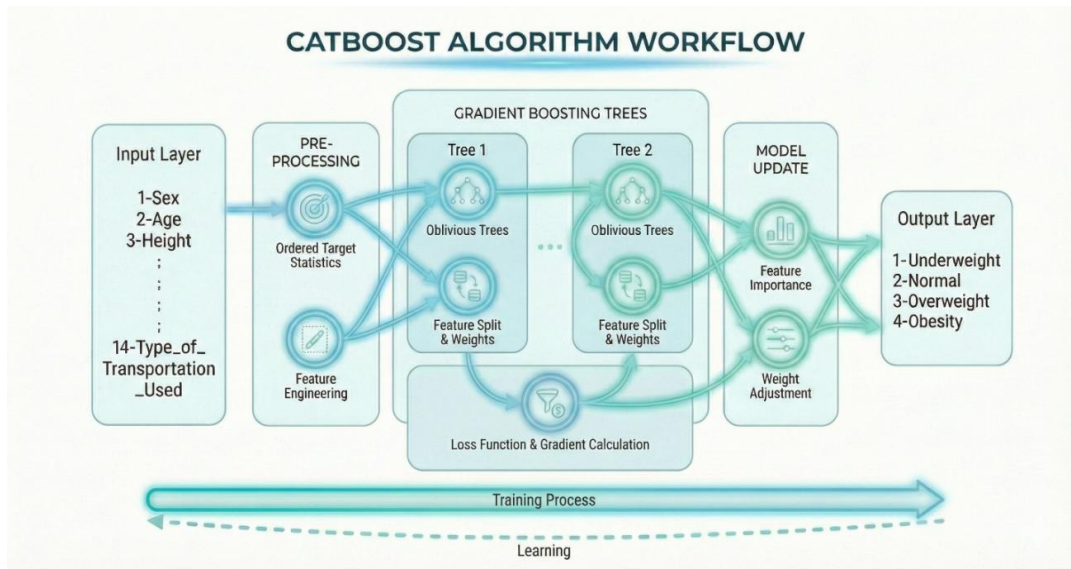 CATBOOST ALGORITHM WORKFLOW
Input Layer
1-Sex
2-Age
3-Height
14-Type_of_
Transportation
_Used
PRE-
PROCESSING
Ordered Target
Statistics
Feature
Engineering
GRADIENT BOOSTING TREES
Tree 1
Oblivious Trees
Feature Split
& Weights
...
Tree 2
Oblivious Trees
Feature Split
& Weights
$
Loss Function & Gradient Calculation
MODEL
UPDATE
Feature
Importance
Weight
Adjustment
Output Layer
1-Underweight
2-Normal
3-Overweight
4-Obesity
Training Process
Learning